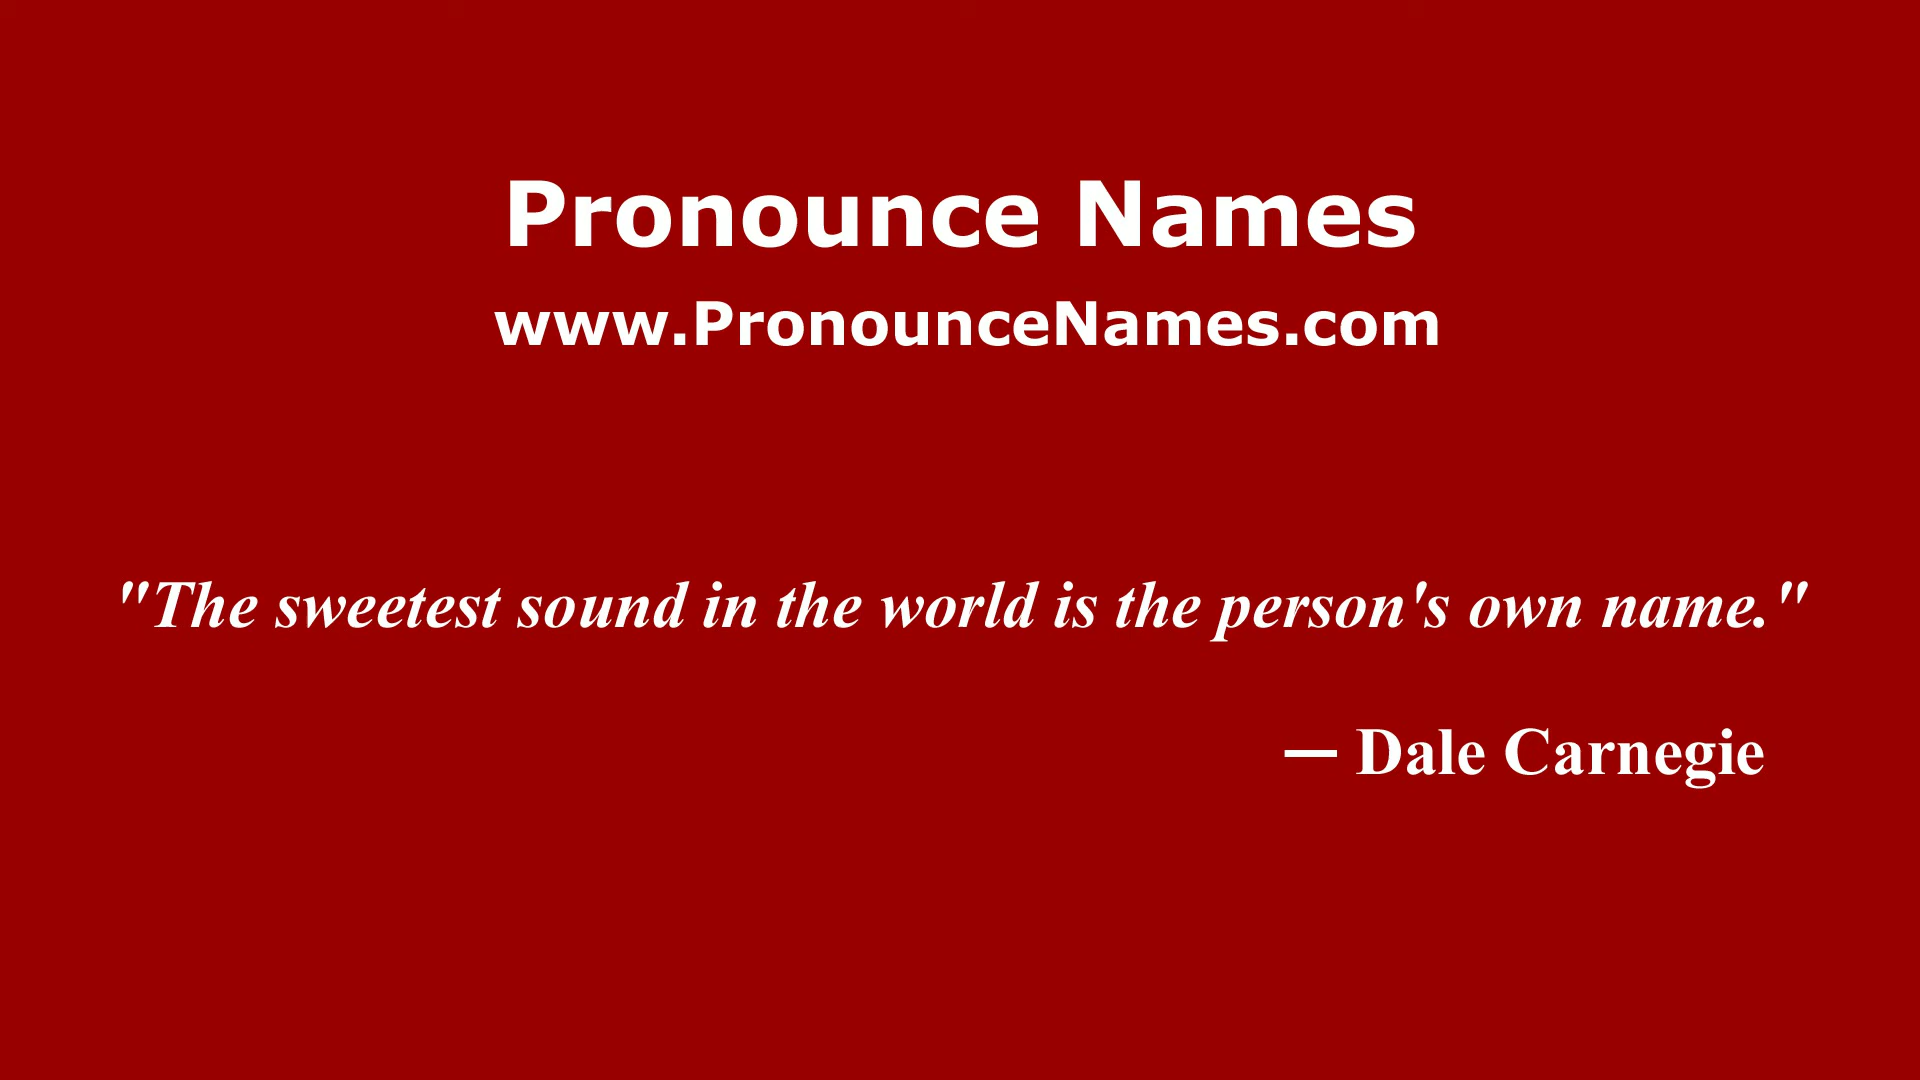 Pronounce Names
www.PronounceNames.com
"The sweetest sound in the world is the person's own name."
— Dale Carnegie